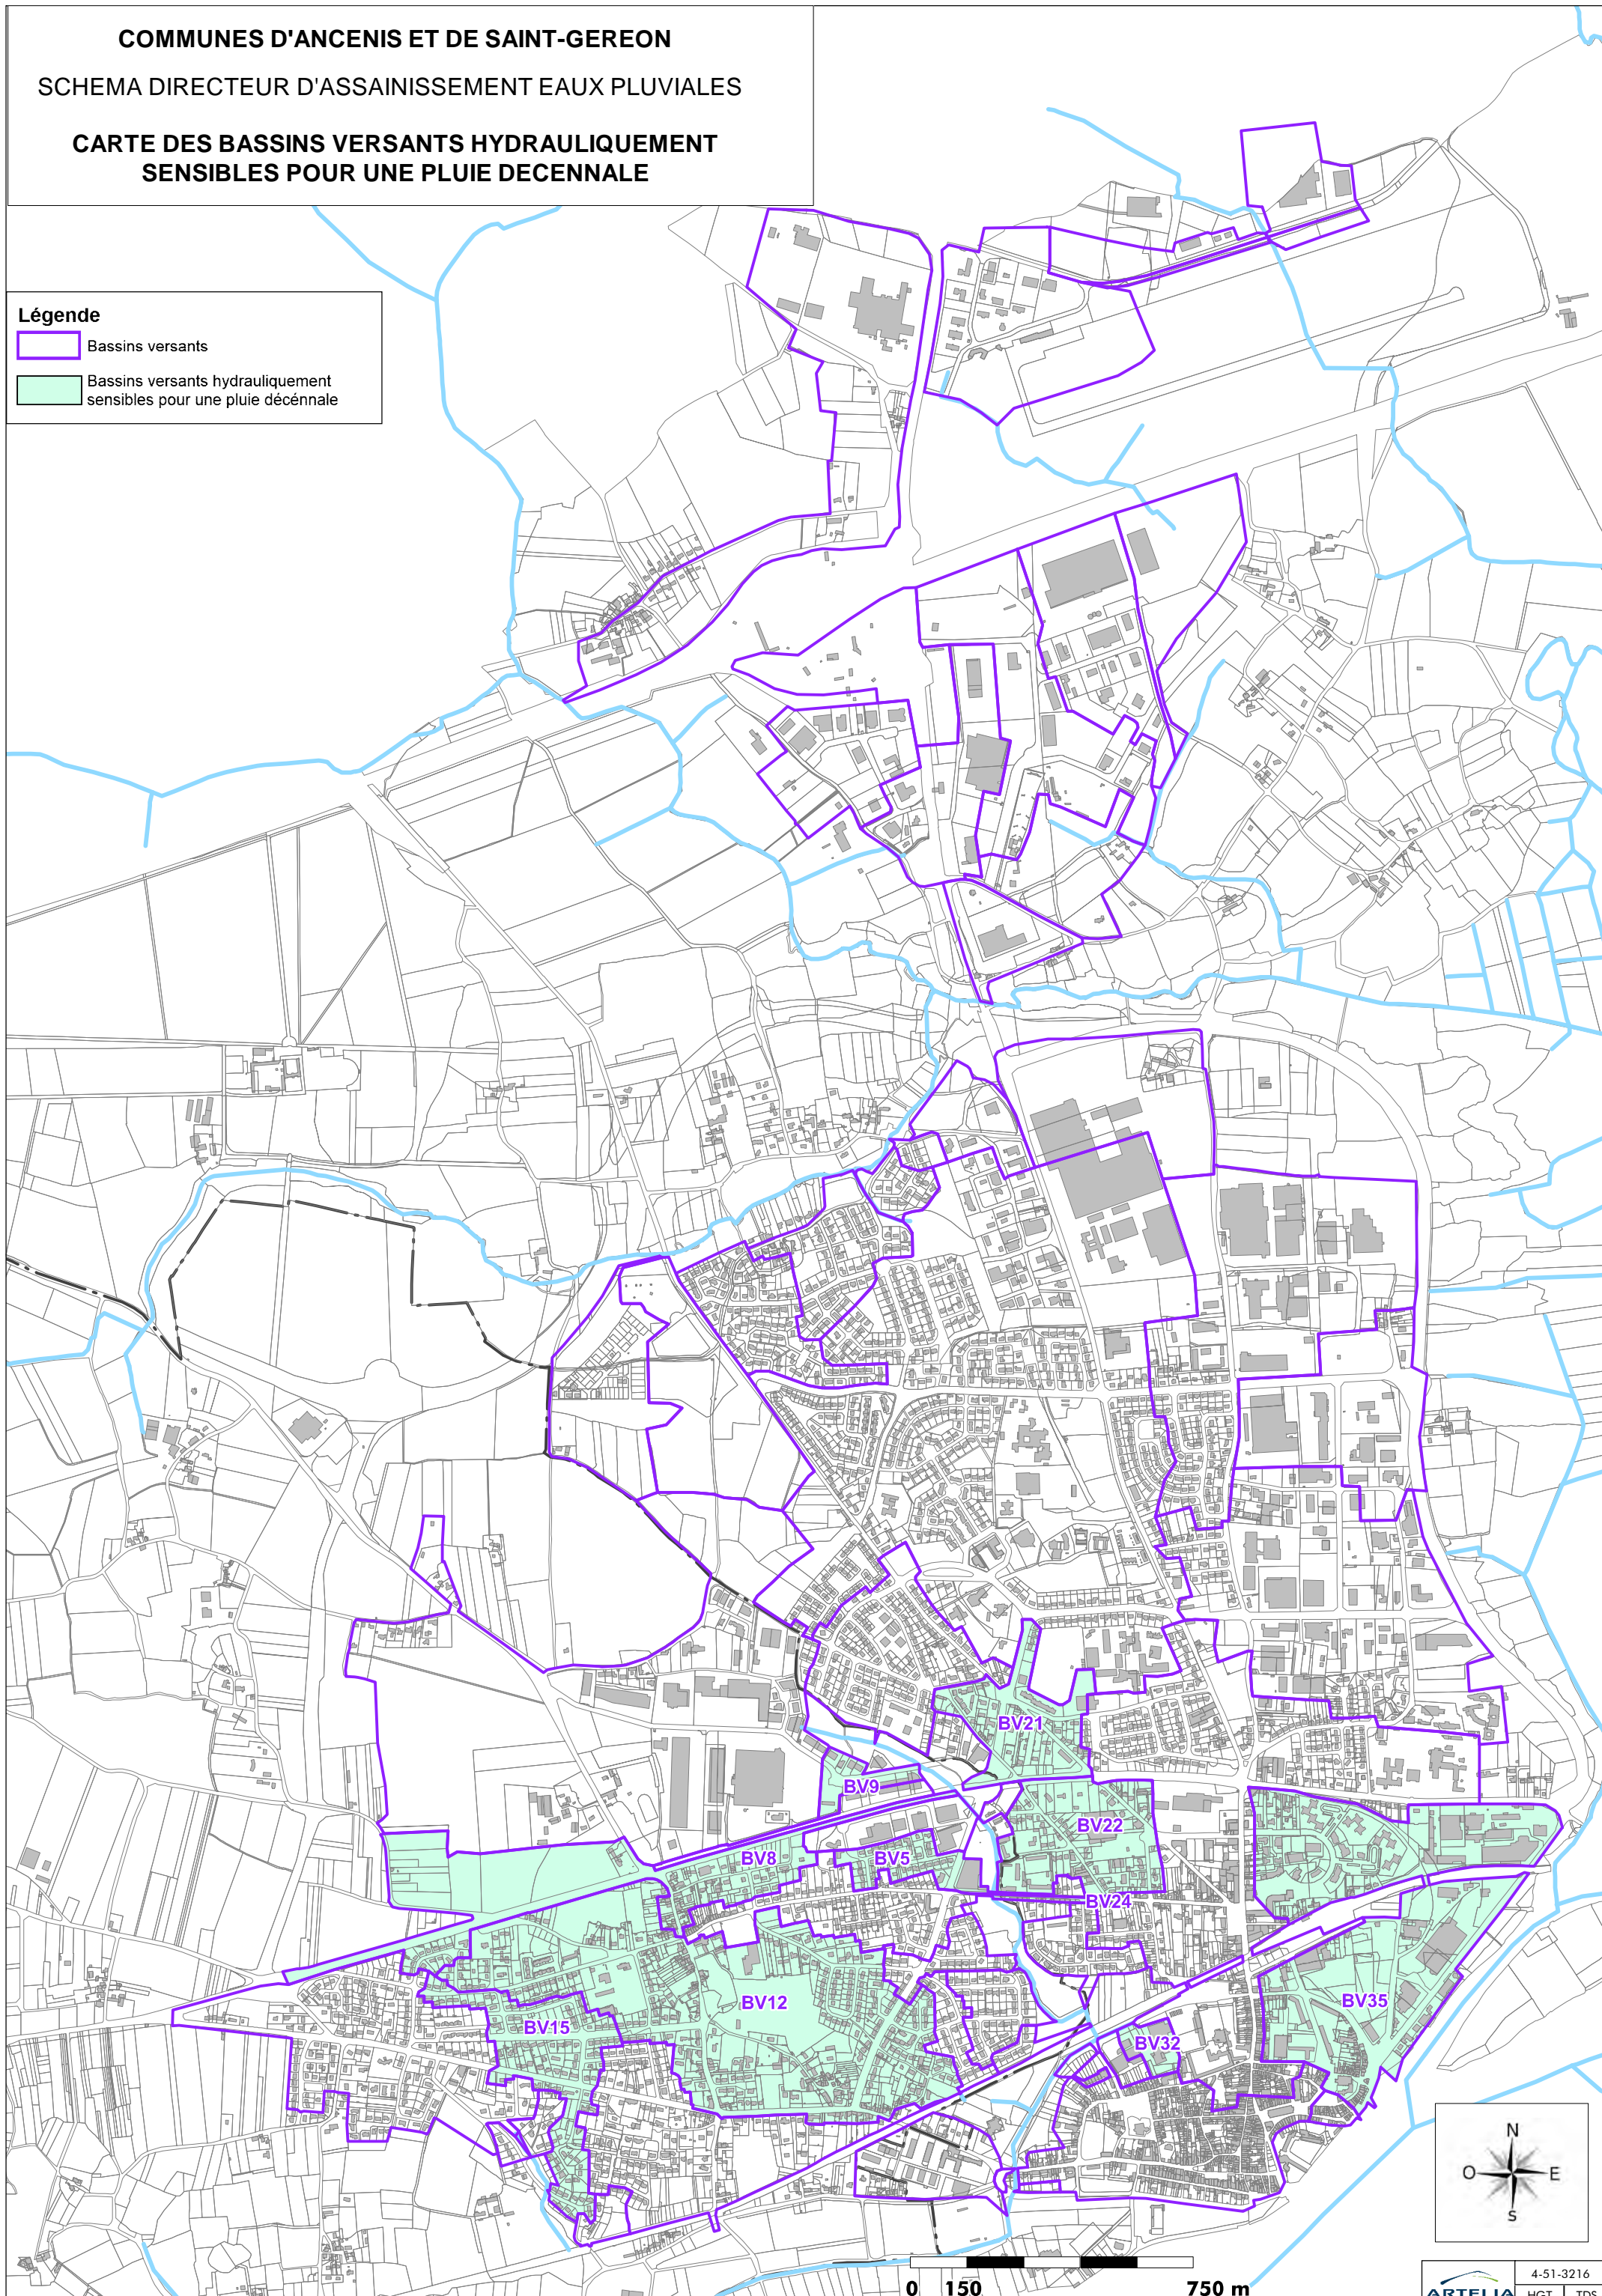 COMMUNES D'ANCENIS ET DE SAINT-GEREON
SCHEMA DIRECTEUR D'ASSAINISSEMENT EAUX PLUVIALES
CARTE DES BASSINS VERSANTS HYDRAULIQUEMENT
SENSIBLES POUR UNE PLUIE DECENNALE
Légende
Bassins versants
Bassins versants hydrauliquement
sensibles pour une pluie décénnale
BV21
BV9
BV22
BV8
BV5
BV24
BV12
BV35
BV15
BV32
N
O E
S
0 150 750 m
4-51-3216
ARTELIA HGT TDS